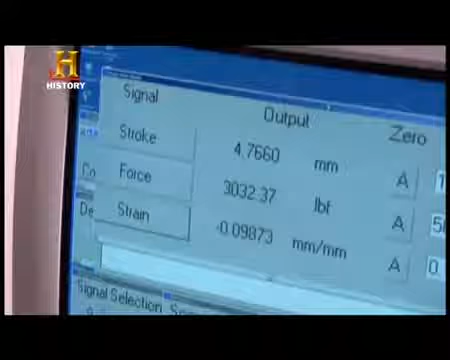 H
HISTORY
Signal Output Zero
Stroke 4.7660 mm A
Force 3032.37 lbf A
Strain -0.09873 mm/mm A 0
Signal Selection